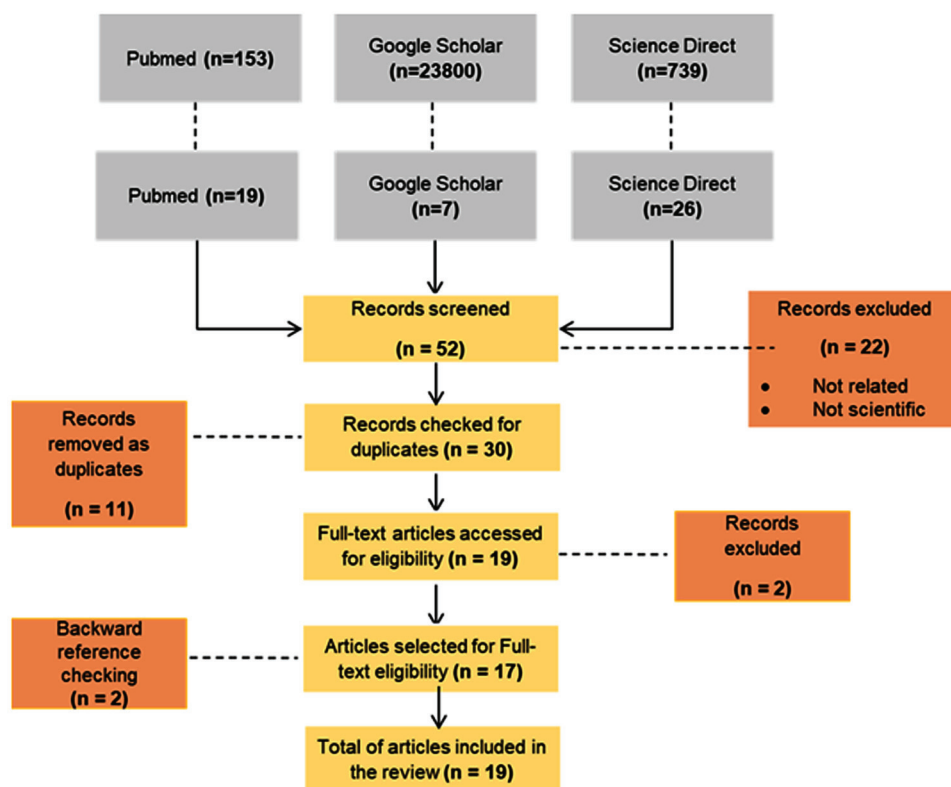 Pubmed (n=153)
Google Scholar
(n=23800)
Science Direct
(n=739)
Pubmed (n=19)
Google Scholar
(n=7)
Science Direct
(n=26)
Records screened
(n = 52)
Records excluded
(n = 22)
• Not related
• Not scientific
Records
removed as
duplicates
(n = 11)
Records checked for
duplicates (n = 30)
Full-text articles accessed
for eligibility (n = 19)
Records
excluded
(n = 2)
Backward
reference
checking
(n = 2)
Articles selected for Full-
text eligibility (n = 17)
Total of articles included in
the review (n = 19)